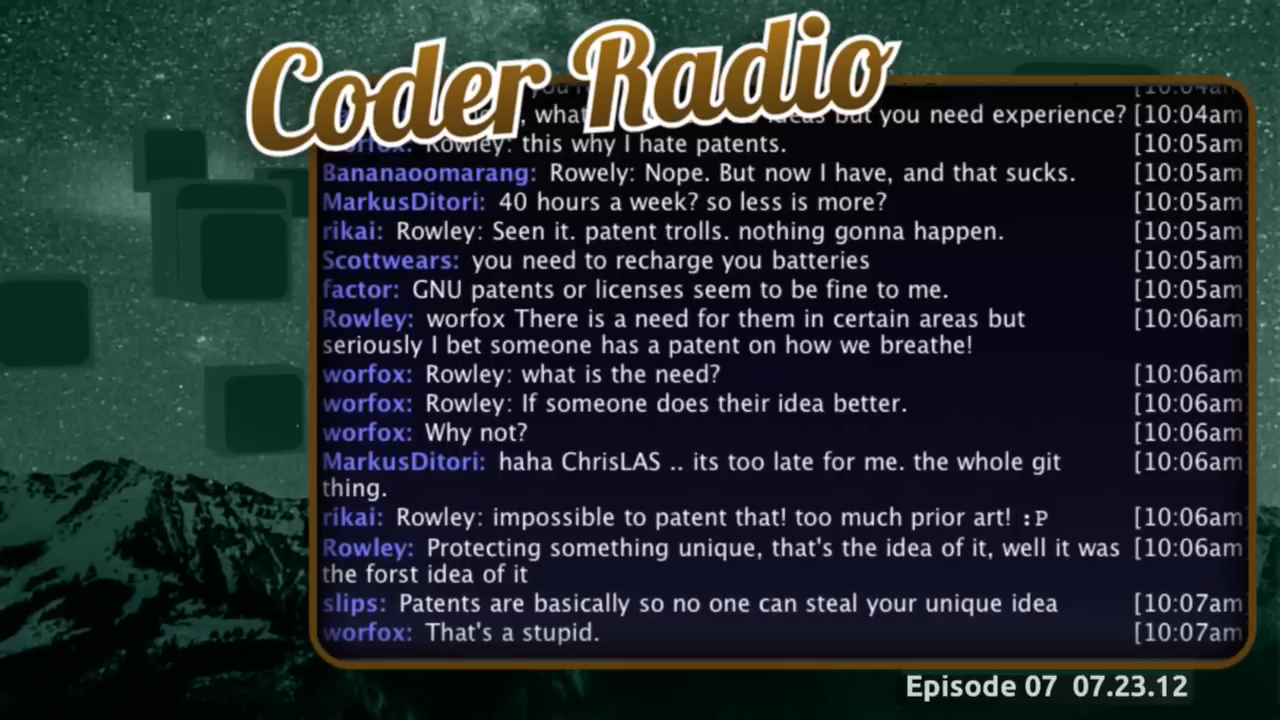 Coder Radio
[10:04am
, what ideas but you need experience? [10:04am
worfox: Rowley: this why I hate patents. [10:05am
Bananaoomarang: Rowely: Nope. But now I have, and that sucks. [10:05am
MarkusDitori: 40 hours a week? so less is more? [10:05am
rikai: Rowley: Seen it. patent trolls. nothing gonna happen. [10:05am
Scottwears: you need to recharge you batteries [10:05am
factor: GNU patents or licenses seem to be fine to me. [10:05am
Rowley: worfox There is a need for them in certain areas but [10:06am
seriously I bet someone has a patent on how we breathe!
worfox: Rowley: what is the need? [10:06am
worfox: Rowley: If someone does their idea better. [10:06am
worfox: Why not? [10:06am
MarkusDitori: haha ChrisLAS .. its too late for me. the whole git [10:06am
thing.
rikai: Rowley: impossible to patent that! too much prior art! :P [10:06am
Rowley: Protecting something unique, that's the idea of it, well it was [10:06am
the forst idea of it
slips: Patents are basically so no one can steal your unique idea [10:07am
worfox: That's a stupid. [10:07am
Episode 07 07.23.12